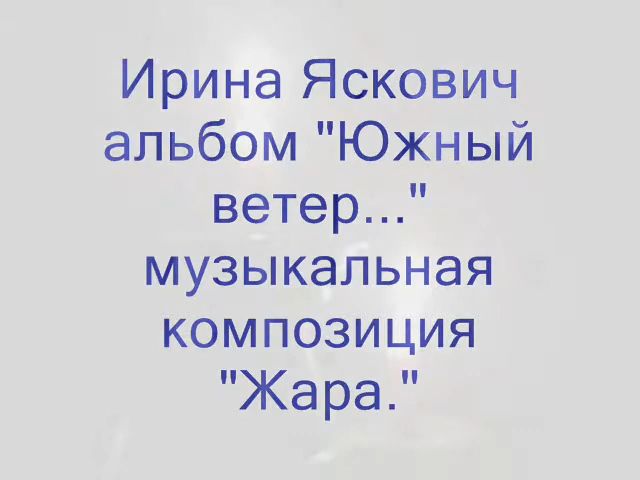 Ирина Яскович
альбом "Южный
ветер..."
музыкальная
композиция
"Жара."